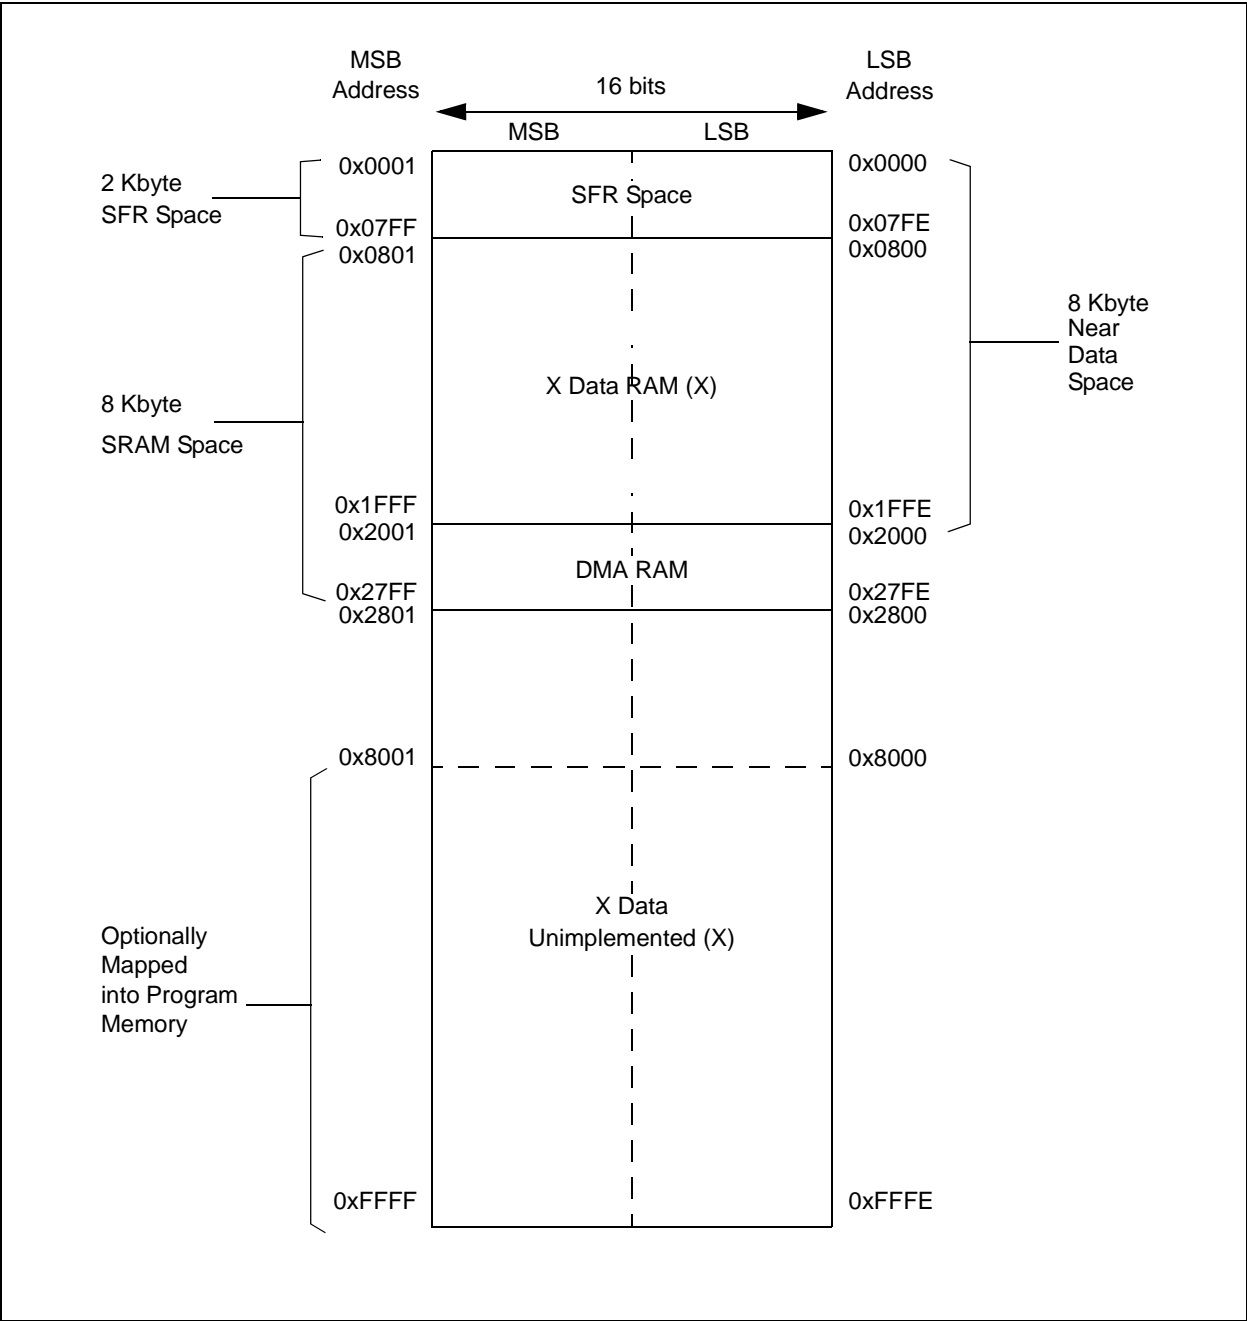 MSB
Address
16 bits
LSB
Address
MSB
LSB
0x0001
0x0000
2 Kbyte
SFR Space
SFR Space
0x07FF
0x07FE
0x0801
0x0800
8 Kbyte
Near
Data
Space
X Data RAM (X)
8 Kbyte
SRAM Space
0x1FFF
0x1FFE
0x2001
0x2000
DMA RAM
0x27FF
0x27FE
0x2801
0x2800
0x8001
0x8000
X Data
Unimplemented (X)
Optionally
Mapped
into Program
Memory
0xFFFF
0xFFFE